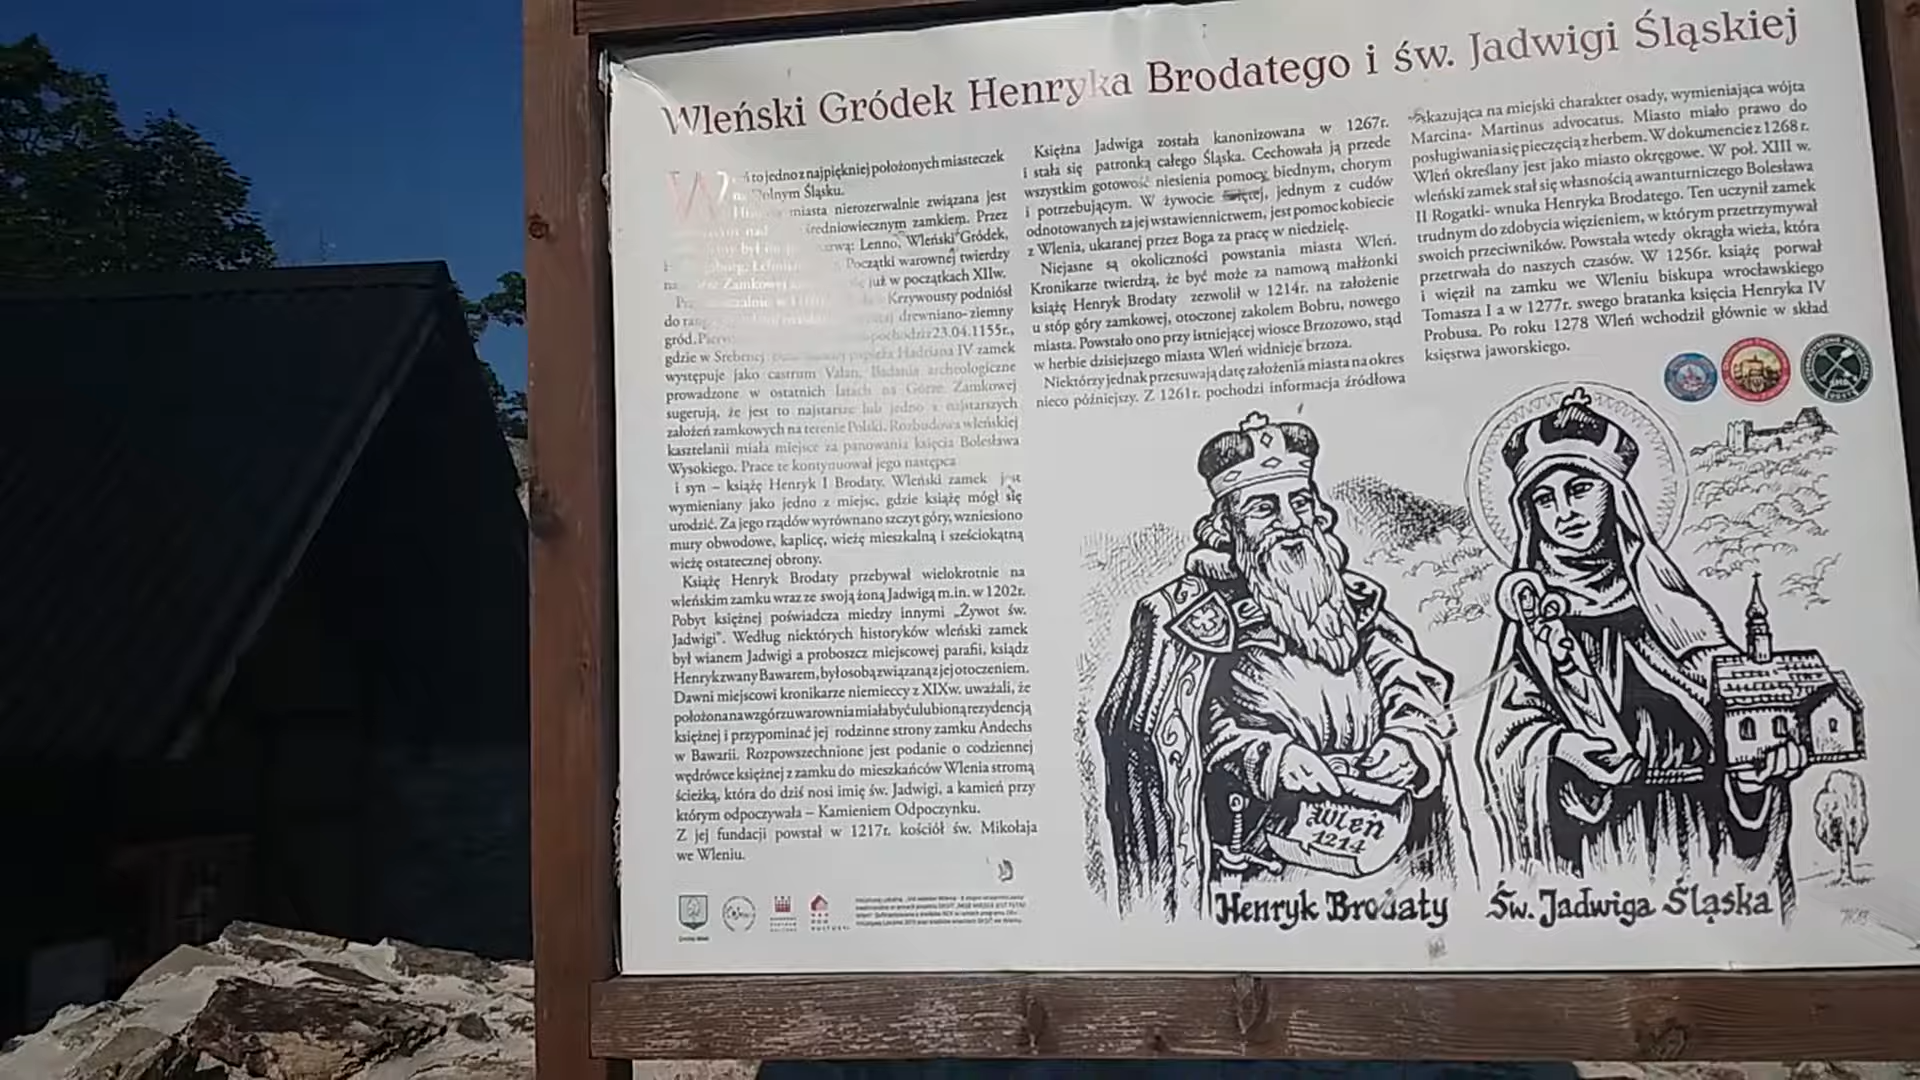 Wleński Gródek Henryka Brodatego i św. Jadwigi Śląskiej
to jedno z najpiękniej położonych miasteczek
Dolnym Śląsku.
miasta nierozerwalnie związana jest
średniowiecznym zamkiem. Przez
Lenno, Wleński Gródek,
Początki warownej twierdzy
już w początkach XIIw.
Krzywousty podniósł
do drewniano-ziemny
gród. pochodzi 23.04.1155r.,
gdzie w Srebrnej papieża Hadriana IV zamek
występuje jako castrum Valan. Badania archeologiczne
prowadzone w ostatnich latach na Górze Zamkowej
sugerują, że jest to najstarsze lub jedno z najstarszych
założeń zamkowych na terenie Polski. Rozbudowa wleńskiej
kasztelanii miała miejsce za panowania księcia Bolesława
Wysokiego. Prace te kontynuował jego następca
i syn – książę Henryk I Brodaty. Wleński zamek jest
wymieniany jako jedno z miejsc, gdzie książę mógł się
urodzić. Za jego rządów wyrównano szczyt góry, wzniesiono
mury obwodowe, kaplicę, wieżę mieszkalną i sześciokątną
wieżę ostatecznej obrony.
Książę Henryk Brodaty przebywał wielokrotnie na
wleńskim zamku wraz ze swoją żoną Jadwigą m.in. w 1202r.
Pobyt księżnej poświadcza miedzy innymi „Żywot św.
Jadwigi". Według niektórych historyków wleński zamek
był wianem Jadwigi a proboszcz miejscowej parafii, ksiądz
Henryk zwany Bawarem, był osobą związaną z jej otoczeniem.
Dawni miejscowi kronikarze niemieccy z XIXw. uważali, że
położona na wzgórzu warownia miała być ulubioną rezydencją
księżnej i przypominać jej rodzinne strony zamku Andechs
w Bawarii. Rozpowszechnione jest podanie o codziennej
wędrówce księżnej z zamku do mieszkańców Wlenia stromą
ścieżką, która do dziś nosi imię św. Jadwigi, a kamień przy
którym odpoczywała – Kamieniem Odpoczynku.
Z jej fundacji powstał w 1217r. kościół św. Mikołaja
we Wleniu.
Księżna Jadwiga została kanonizowana w 1267r.
i stała się patronką całego Śląska. Cechowała ją przede
wszystkim gotowość niesienia pomocy biednym, chorym
i potrzebującym. W żywocie świętej, jednym z cudów
odnotowanych za jej wstawiennictwem, jest pomoc kobiecie
z Wlenia, ukaranej przez Boga za pracę w niedzielę.
Niejasne są okoliczności powstania miasta Wleń.
Kronikarze twierdzą, że być może za namową małżonki
książę Henryk Brodaty zezwolił w 1214r. na założenie
u stóp góry zamkowej, otoczonej zakolem Bobru, nowego
miasta. Powstało ono przy istniejącej wiosce Brzozowo, stąd
w herbie dzisiejszego miasta Wleń widnieje brzoza.
Niektórzy jednak przesuwają datę założenia miasta na okres
nieco późniejszy. Z 1261r. pochodzi informacja źródłowa
wskazująca na miejski charakter osady, wymieniająca wójta
Marcina- Martinus advocatus. Miasto miało prawo do
posługiwania się pieczęcią z herbem. W dokumencie z 1268 r.
Wleń określany jest jako miasto okręgowe. W poł. XIII w.
wleński zamek stał się własnością awanturniczego Bolesława
II Rogatki- wnuka Henryka Brodatego. Ten uczynił zamek
trudnym do zdobycia więzieniem, w którym przetrzymywał
swoich przeciwników. Powstała wtedy okrągła wieża, która
przetrwała do naszych czasów. W 1256r. książę porwał
i więził na zamku we Wleniu biskupa wrocławskiego
Tomasza I a w 1277r. swego bratanka księcia Henryka IV
Probusa. Po roku 1278 Wleń wchodził głównie w skład
księstwa jaworskiego.
Wleń
1214
Henryk Brodaty
Św. Jadwiga Śląska